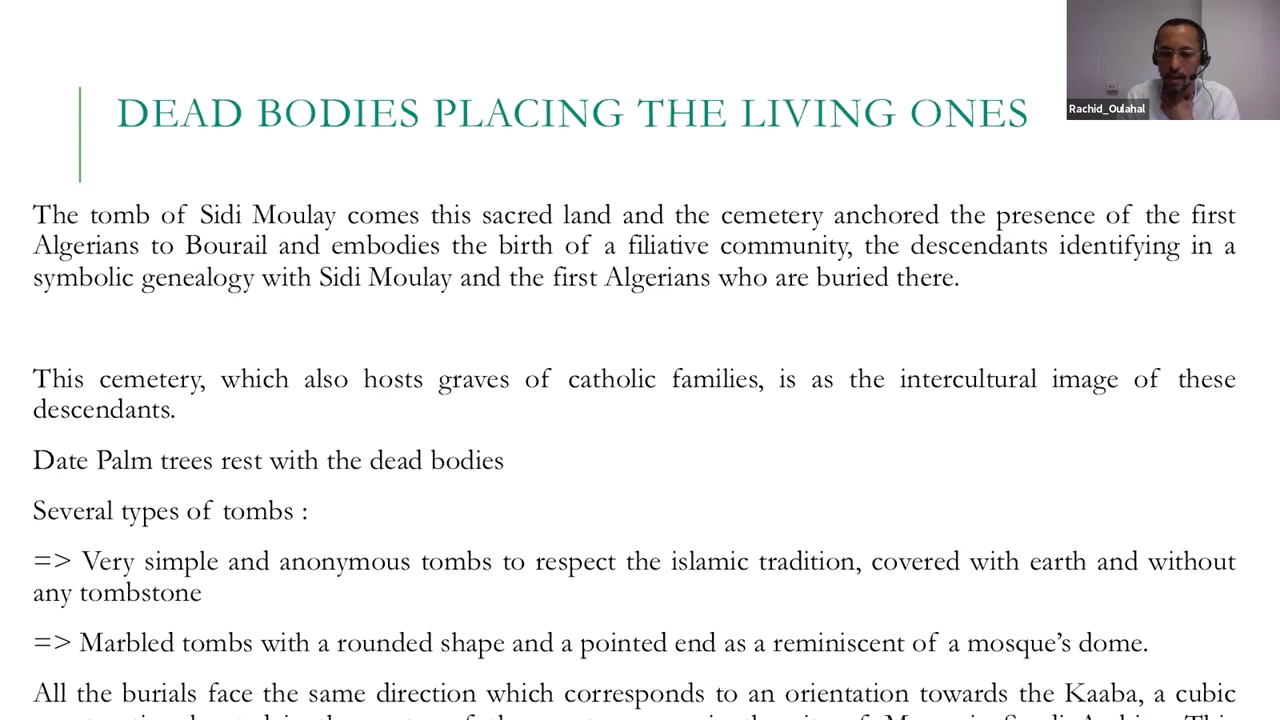 DEAD BODIES PLACING THE LIVING ONES
Rachid_Oulahal
The tomb of Sidi Moulay comes this sacred land and the cemetery anchored the presence of the first
Algerians to Bourail and embodies the birth of a filiative community, the descendants identifying in a
symbolic genealogy with Sidi Moulay and the first Algerians who are buried there.
This cemetery, which also hosts graves of catholic families, is as the intercultural image of these
descendants.
Date Palm trees rest with the dead bodies
Several types of tombs :
=> Very simple and anonymous tombs to respect the islamic tradition, covered with earth and without
any tombstone
=> Marbled tombs with a rounded shape and a pointed end as a reminiscent of a mosque’s dome.
All the burials face the same direction which corresponds to an orientation towards the Kaaba, a cubic